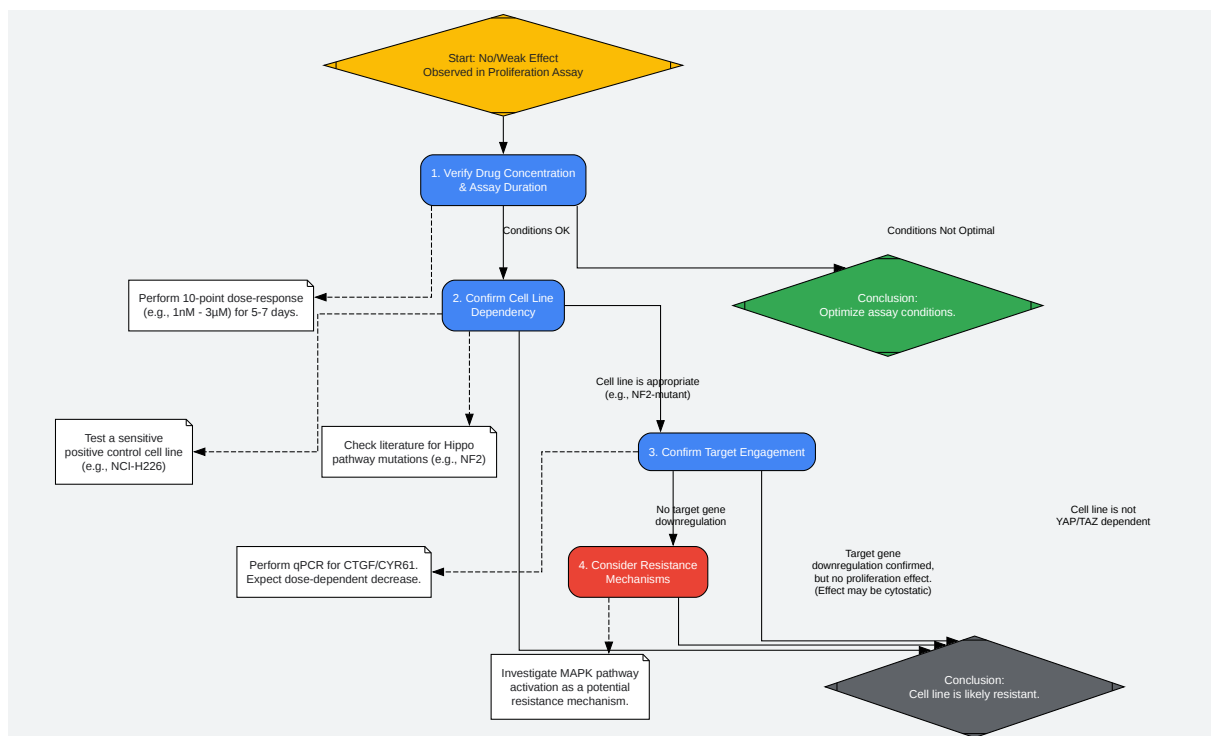 Start: No/Weak Effect
Observed in Proliferation Assay
1. Verify Drug Concentration
& Assay Duration
Conditions OK
Conditions Not Optimal
Perform 10-point dose-response
(e.g., 1nM - 3μM) for 5-7 days.
2. Confirm Cell Line
Dependency
Conclusion:
Optimize assay conditions.
Cell line is appropriate
(e.g., NF2-mutant)
Test a sensitive
positive control cell line
(e.g., NCI-H226)
Check literature for Hippo
pathway mutations (e.g., NF2)
3. Confirm Target Engagement
No target gene
downregulation
Cell line is not
YAP/TAZ dependent
Perform qPCR for CTGF/CYR61.
Expect dose-dependent decrease.
4. Consider Resistance
Mechanisms
Target gene
downregulation confirmed,
but no proliferation effect.
(Effect may be cytostatic)
Investigate MAPK pathway
activation as a potential
resistance mechanism.
Conclusion:
Cell line is likely resistant.